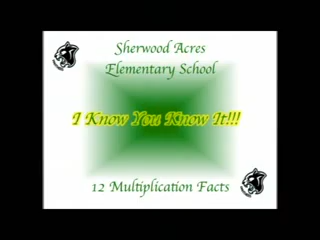 Sherwood Acres
Elementary School
I Know You Know It!!!
12 Multiplication Facts